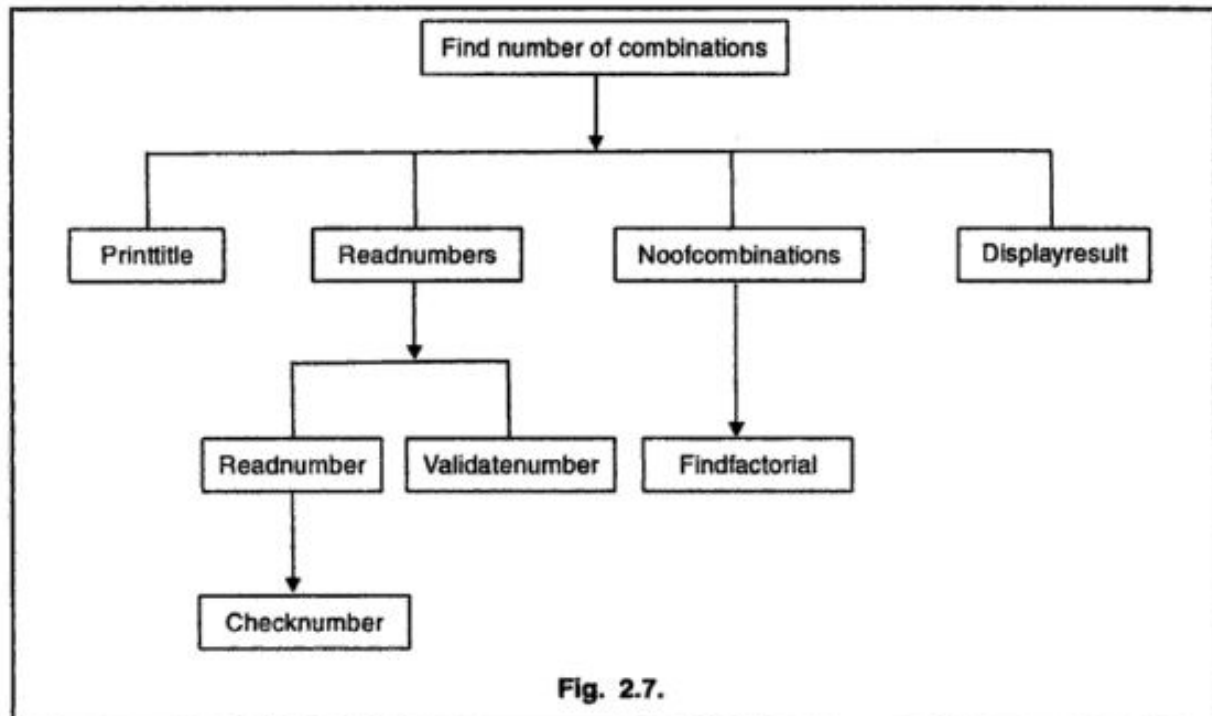 Find number of combinations
Printtitle
Readnumbers
Noofcombinations
Displayresult
Readnumber
Validatenumber
Findfactorial
Checknumber
Fig. 2.7.